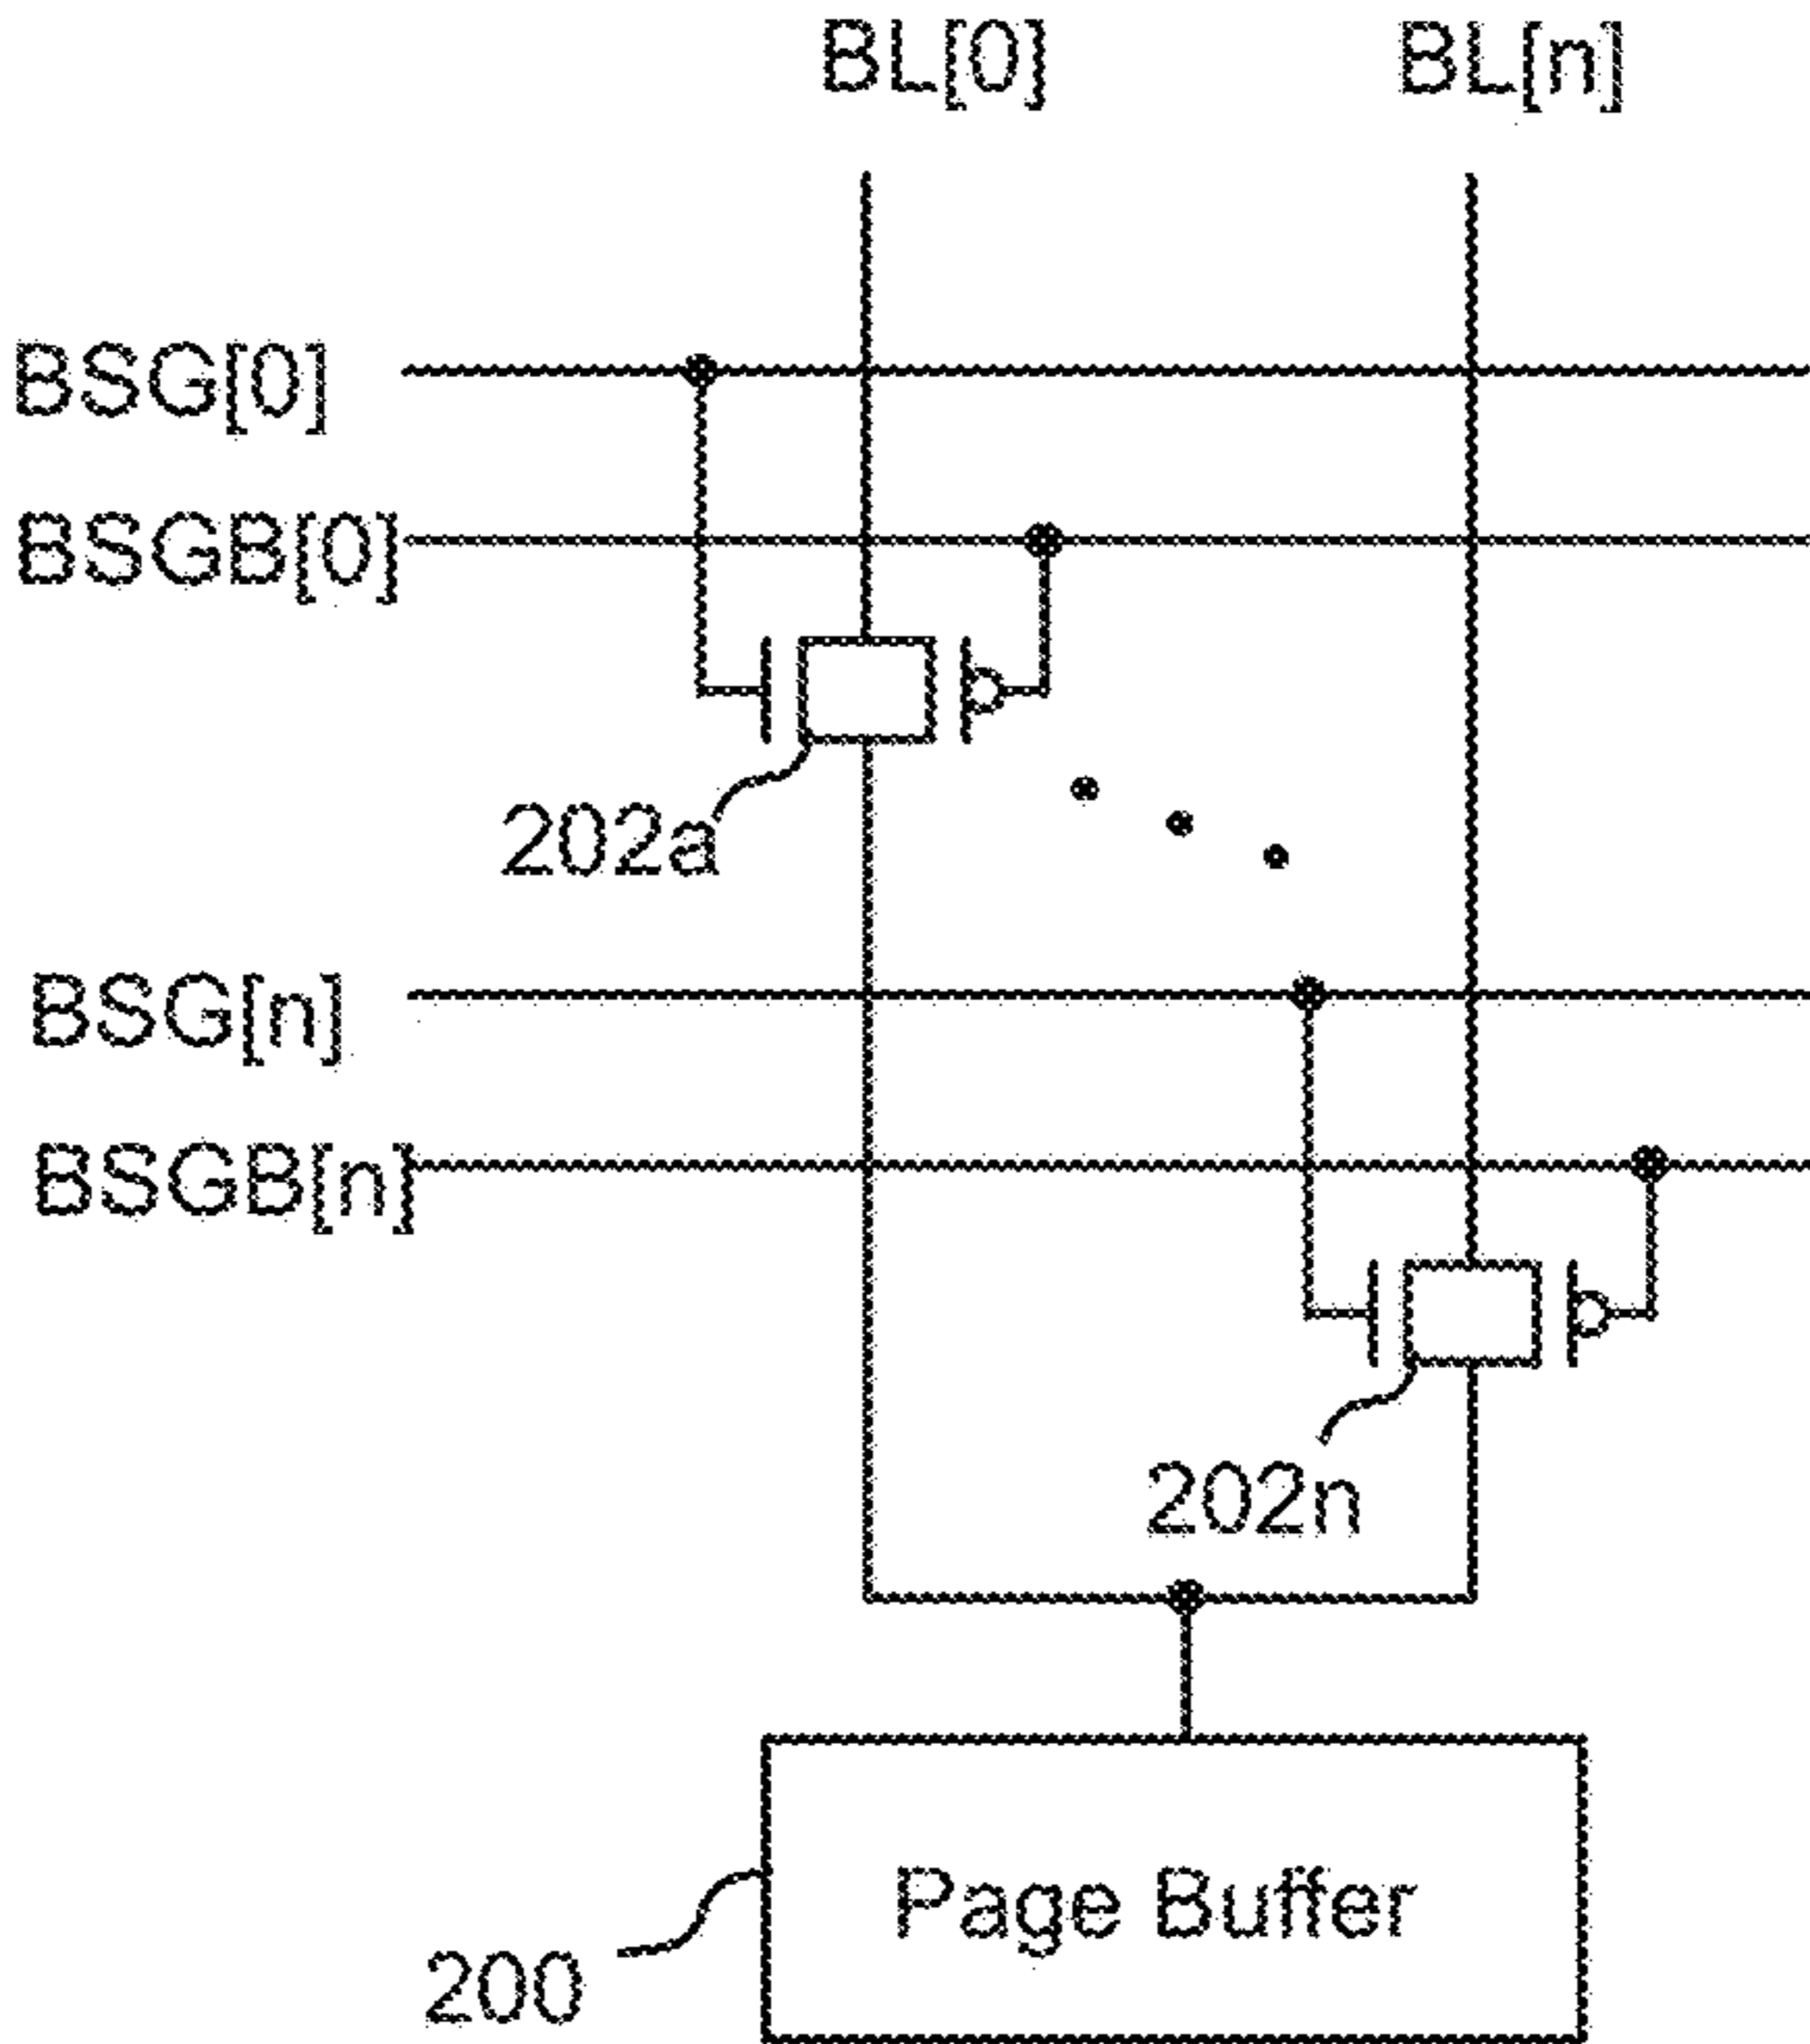 BL[0] BL[n]
BSG[0]
BSGB[0]
202a
BSG[n]
BSGB[n]
202n
Page Buffer
200